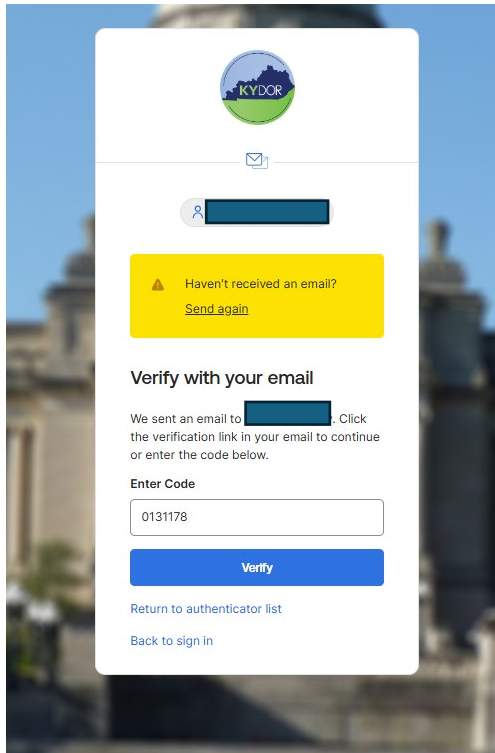 KYDOR
Haven't received an email?
Send again
Verify with your email
We sent an email to . Click
the verification link in your email to continue
or enter the code below.
Enter Code
0131178
Verify
Return to authenticator list
Back to sign in